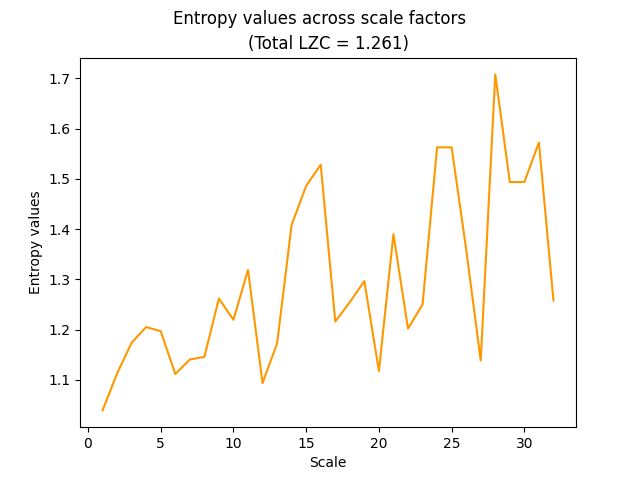 Entropy values across scale factors
(Total LZC = 1.261)
Entropy values
1.7
1.6
1.5
1.4
1.3
1.2
1.1
0 5 10 15 20 25 30
Scale